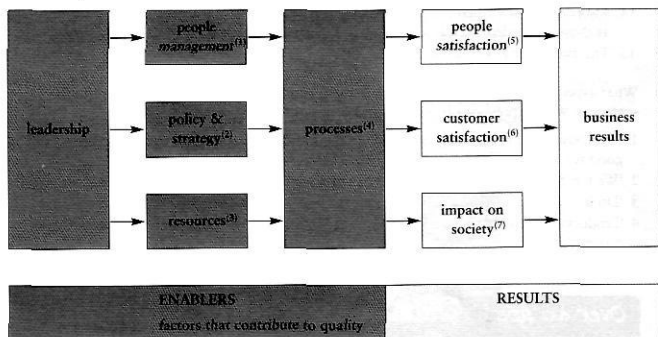 people
management(1)
people
satisfaction(5)
leadership
policy &
strategy(2)
processes(4)
customer
satisfaction(6)
business
results
resources(3)
impact on
society(7)
ENABLERS
RESULTS
factors that contribute to quality